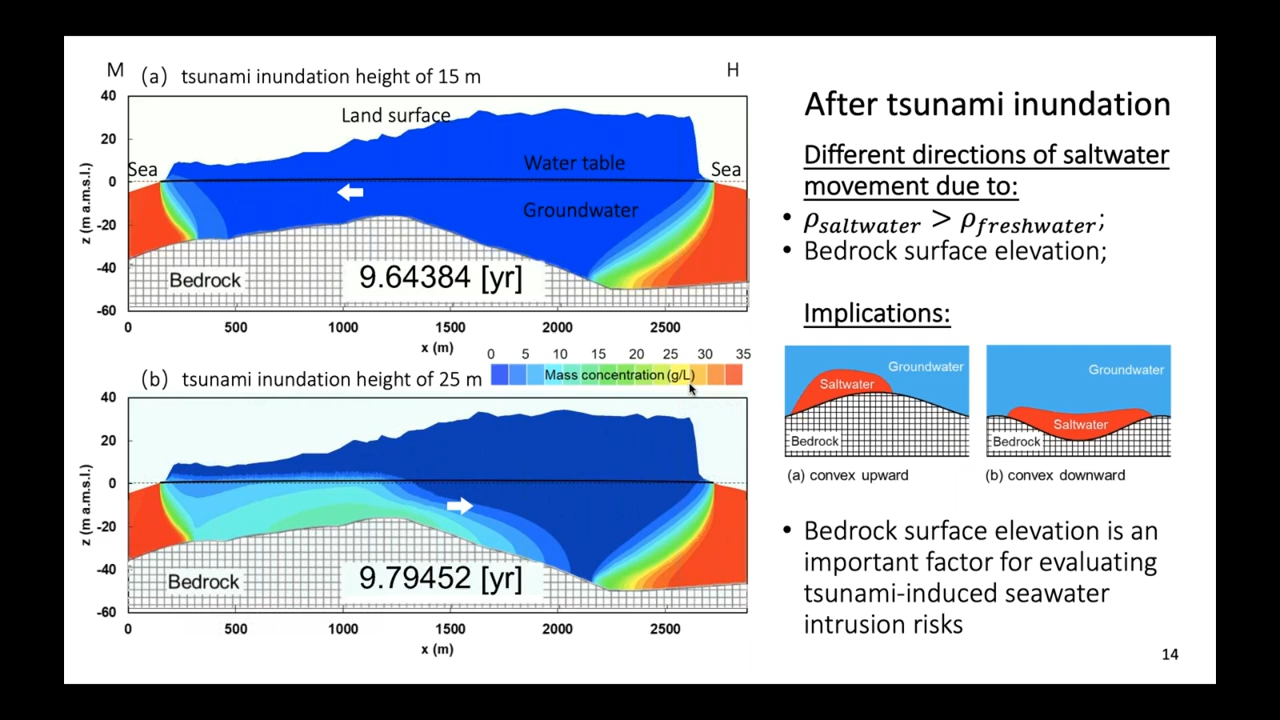 M
(a) tsunami inundation height of 15 m
H
40
20
0
-20
-40
-60
z (m a.m.s.l.)
Land surface
Sea
Water table
Sea
Groundwater
Bedrock
9.64384 [yr]
0 500 1000 1500 2000 2500
x (m)
0 5 10 15 20 25 30 35
Mass concentration (g/L)
(b) tsunami inundation height of 25 m
40
20
0
-20
-40
-60
z (m a.m.s.l.)
Bedrock
9.79452 [yr]
0 500 1000 1500 2000 2500
x (m)
After tsunami inundation
Different directions of saltwater
movement due to:
• ρsaltwater > ρfreshwater;
• Bedrock surface elevation;
Implications:
Groundwater
Saltwater
Bedrock
(a) convex upward
Groundwater
Saltwater
Bedrock
(b) convex downward
• Bedrock surface elevation is an
important factor for evaluating
tsunami-induced seawater
intrusion risks
14